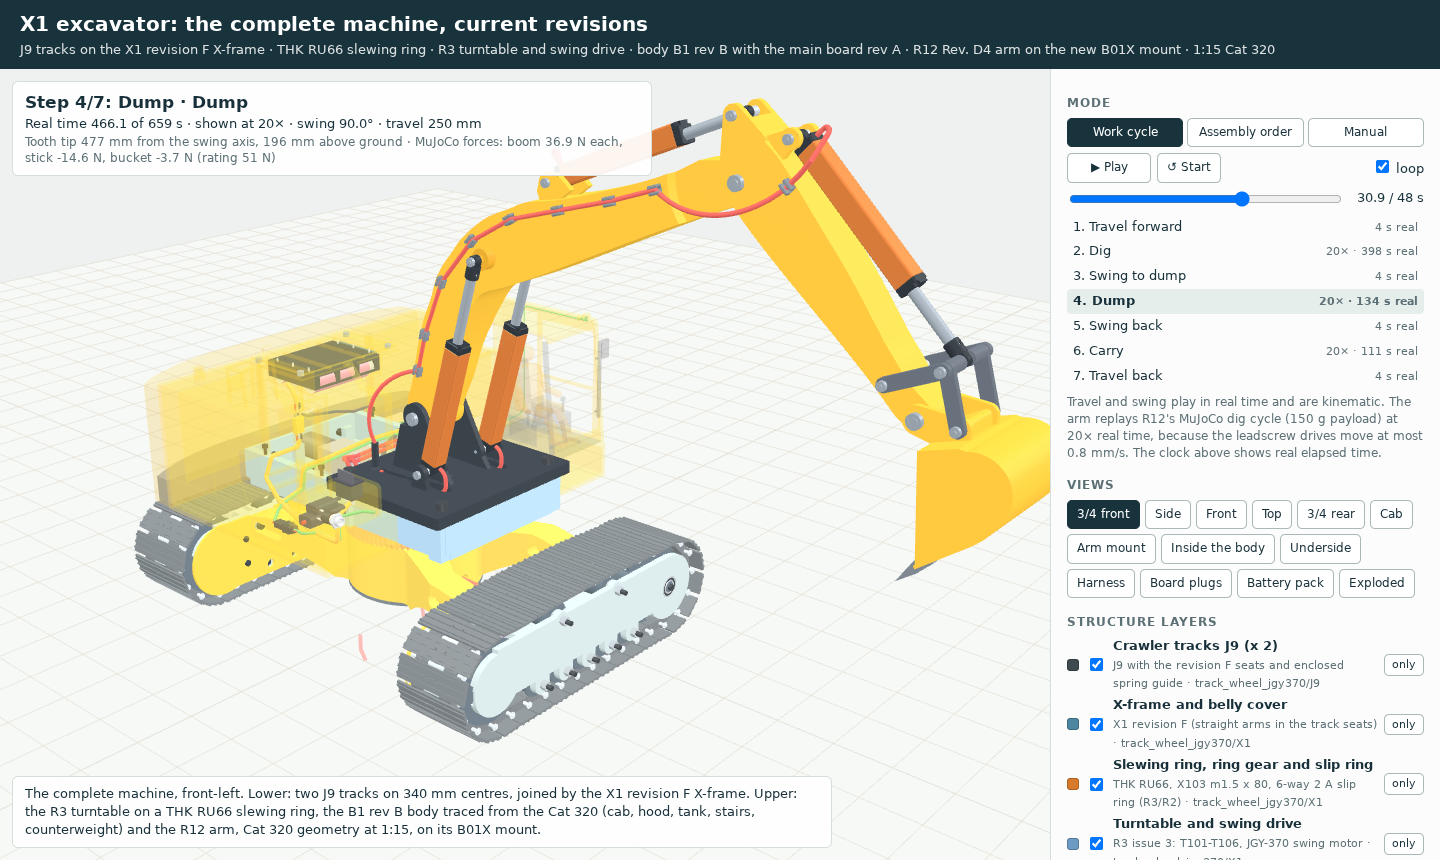 X1 excavator: the complete machine, current revisions
J9 tracks on the X1 revision F X-frame · THK RU66 slewing ring · R3 turntable and swing drive · body B1 rev B with the main board rev A · R12 Rev. D4 arm on the new B01X mount · 1:15 Cat 320
Step 4/7: Dump · Dump
Real time 466.1 of 659 s · shown at 20× · swing 90.0° · travel 250 mm
Tooth tip 477 mm from the swing axis, 196 mm above ground · MuJoCo forces: boom 36.9 N each,
stick -14.6 N, bucket -3.7 N (rating 51 N)
The complete machine, front-left. Lower: two J9 tracks on 340 mm centres, joined by the X1 revision F X-frame. Upper:
the R3 turntable on a THK RU66 slewing ring, the B1 rev B body traced from the Cat 320 (cab, hood, tank, stairs,
counterweight) and the R12 arm, Cat 320 geometry at 1:15, on its B01X mount.
MODE
Work cycle
Assembly order
Manual
▶ Play
↺ Start
loop
30.9 / 48 s
1. Travel forward 4 s real
2. Dig 20× · 398 s real
3. Swing to dump 4 s real
4. Dump 20× · 134 s real
5. Swing back 4 s real
6. Carry 20× · 111 s real
7. Travel back 4 s real
Travel and swing play in real time and are kinematic. The
arm replays R12's MuJoCo dig cycle (150 g payload) at
20× real time, because the leadscrew drives move at most
0.8 mm/s. The clock above shows real elapsed time.
VIEWS
3/4 front
Side
Front
Top
3/4 rear
Cab
Arm mount
Inside the body
Underside
Harness
Board plugs
Battery pack
Exploded
STRUCTURE LAYERS
Crawler tracks J9 (x 2)
J9 with the revision F seats and enclosed
spring guide · track_wheel_jgy370/J9
only
X-frame and belly cover
X1 revision F (straight arms in the track seats)
· track_wheel_jgy370/X1
only
Slewing ring, ring gear and slip ring
THK RU66, X103 m1.5 x 80, 6-way 2 A slip
ring (R3/R2) · track_wheel_jgy370/X1
only
Turntable and swing drive
R3 issue 3: T101-T106, JGY-370 swing motor ·
only